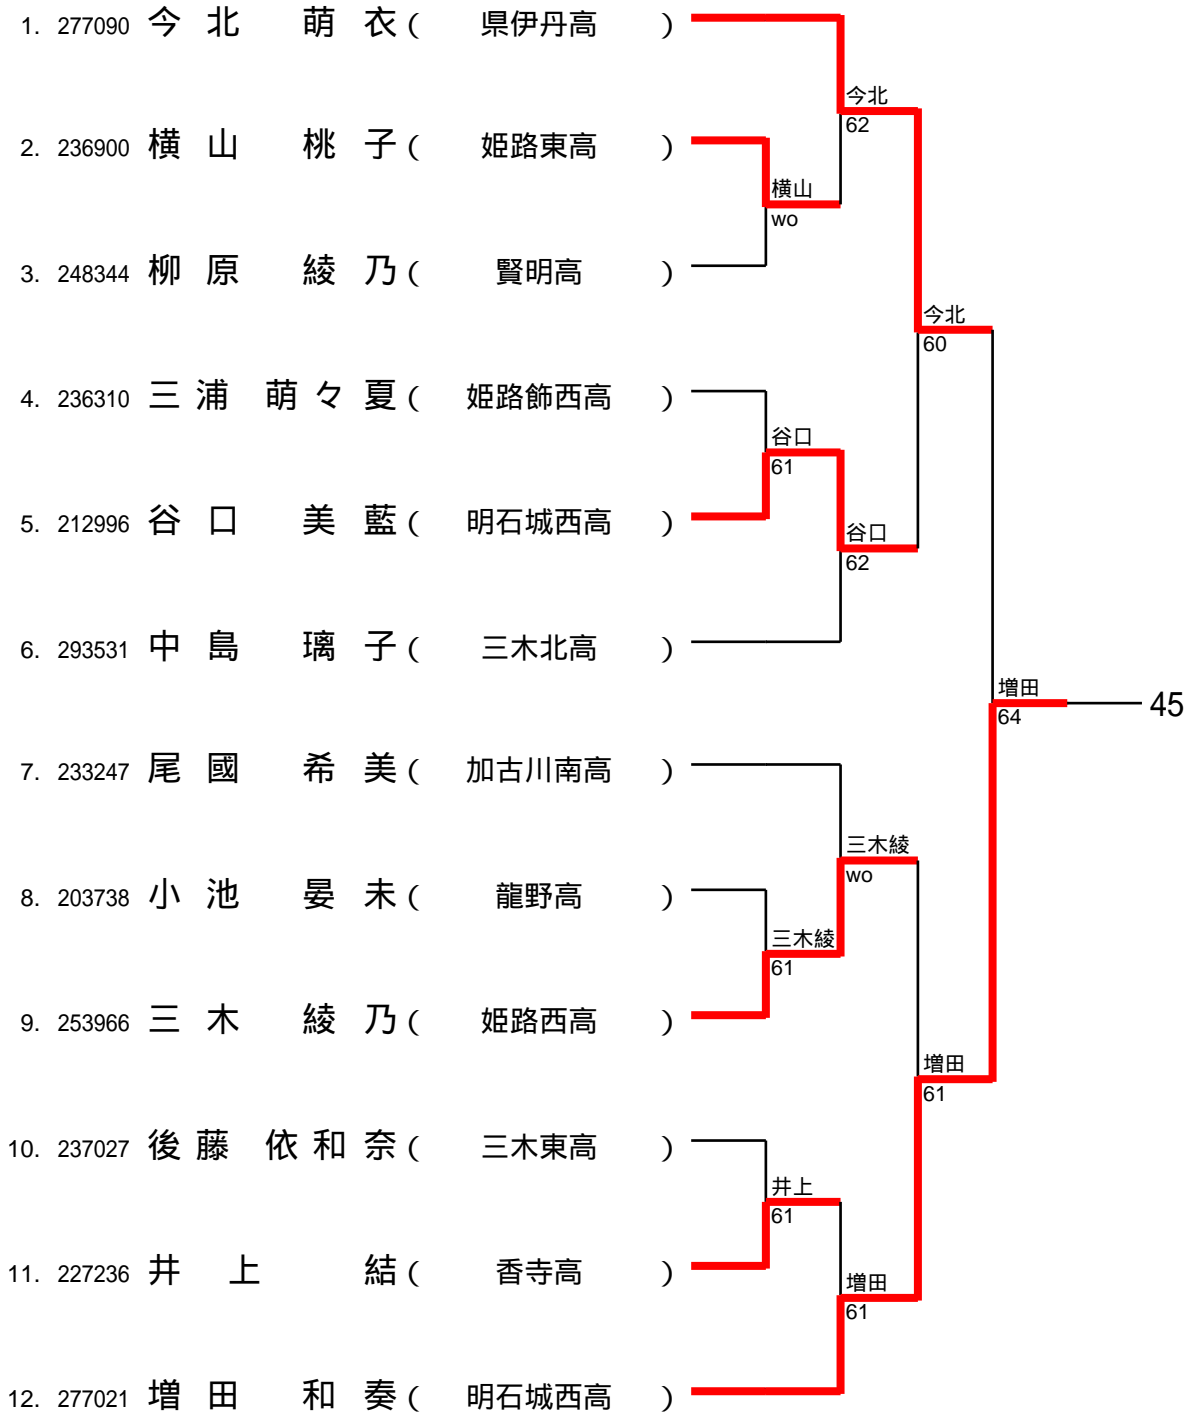 1. 277090 今北 萌衣 ( 県伊丹高 )
今北
62
2. 236900 横山 桃子 ( 姫路東高 )
横山
wo
3. 248344 柳原 綾乃 ( 賢明高 )
今北
60
4. 236310 三浦 萌々夏 ( 姫路飾西高 )
谷口
61
5. 212996 谷口 美藍 ( 明石城西高 )
谷口
62
6. 293531 中島 璃子 ( 三木北高 )
増田
64
45
7. 233247 尾國 希美 ( 加古川南高 )
三木綾
wo
8. 203738 小池 晏未 ( 龍野高 )
三木綾
61
9. 253966 三木 綾乃 ( 姫路西高 )
増田
61
10. 237027 後藤 依和奈 ( 三木東高 )
井上
61
11. 227236 井上 結 ( 香寺高 )
増田
61
12. 277021 増田 和奏 ( 明石城西高 )